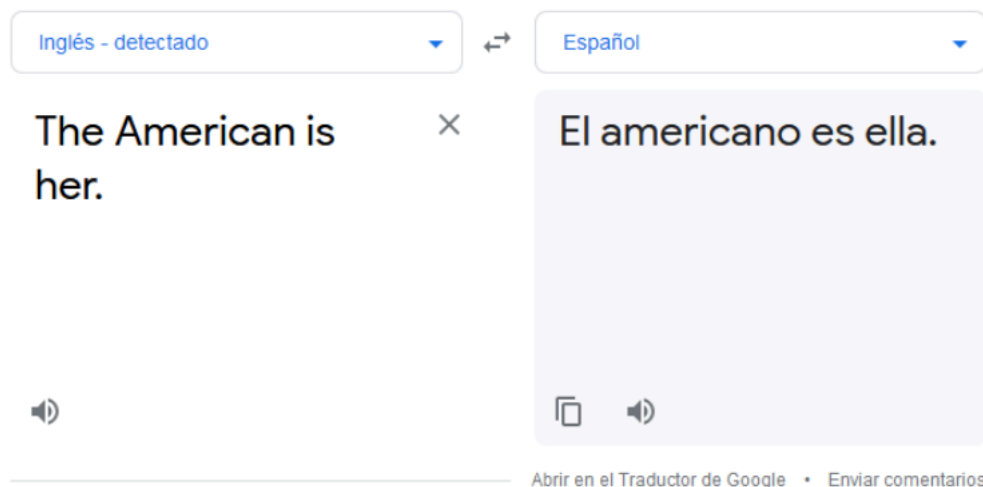 Inglés - detectado
Español
The American is
her.
El americano es ella.
Abrir en el Traductor de Google • Enviar comentarios